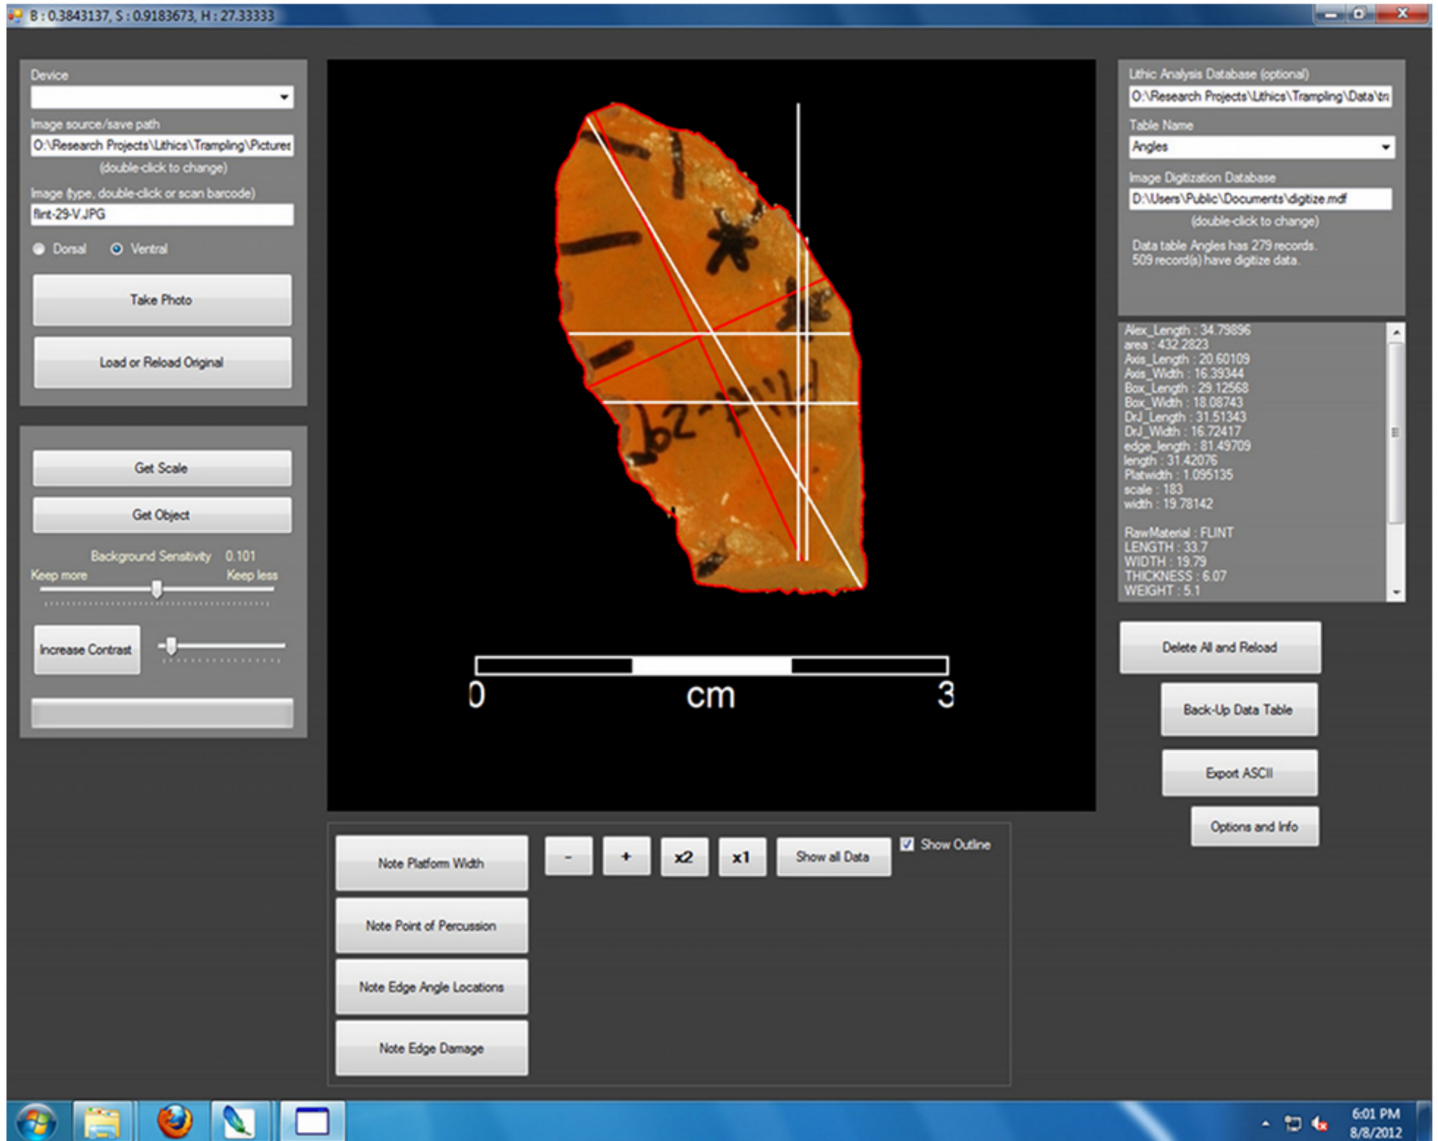 B : 0.3843137, S : 0.9183673, H : 27.33333
Device
Image source/save path
O:\Research Projects\Lithics\Trampling\Pictures
(double-click to change)
Image (type, double-click or scan barcode)
flint-29-V.JPG
Dorsal
Ventral
Take Photo
Load or Reload Original
Get Scale
Get Object
Background Sensitivity 0.101
Keep more
Keep less
Increase Contrast
Flint-29
0
cm
3
Note Platform Width
Note Point of Percussion
Note Edge Angle Locations
Note Edge Damage
-
+
x2
x1
Show all Data
Show Outline
Lithic Analysis Database (optional)
O:\Research Projects\Lithics\Trampling\Data\tra
Table Name
Angles
Image Digitization Database
D:\Users\Public\Documents\digitize.mdf
(double-click to change)
Data table Angles has 279 records.
509 record(s) have digitize data.
Alex_Length : 34.79896
area : 432.2823
Axis_Length : 20.60109
Axis_Width : 16.39344
Box_Length : 29.12568
Box_Width : 18.08743
DrJ_Length : 31.51343
DrJ_Width : 16.72417
edge_length : 81.49709
length : 31.42076
Platwidth : 1.095135
scale : 183
width : 19.78142
RawMaterial : FLINT
LENGTH : 33.7
WIDTH : 19.79
THICKNESS : 6.07
WEIGHT : 5.1
Delete All and Reload
Back-Up Data Table
Export ASCII
Options and Info
6:01 PM
8/8/2012